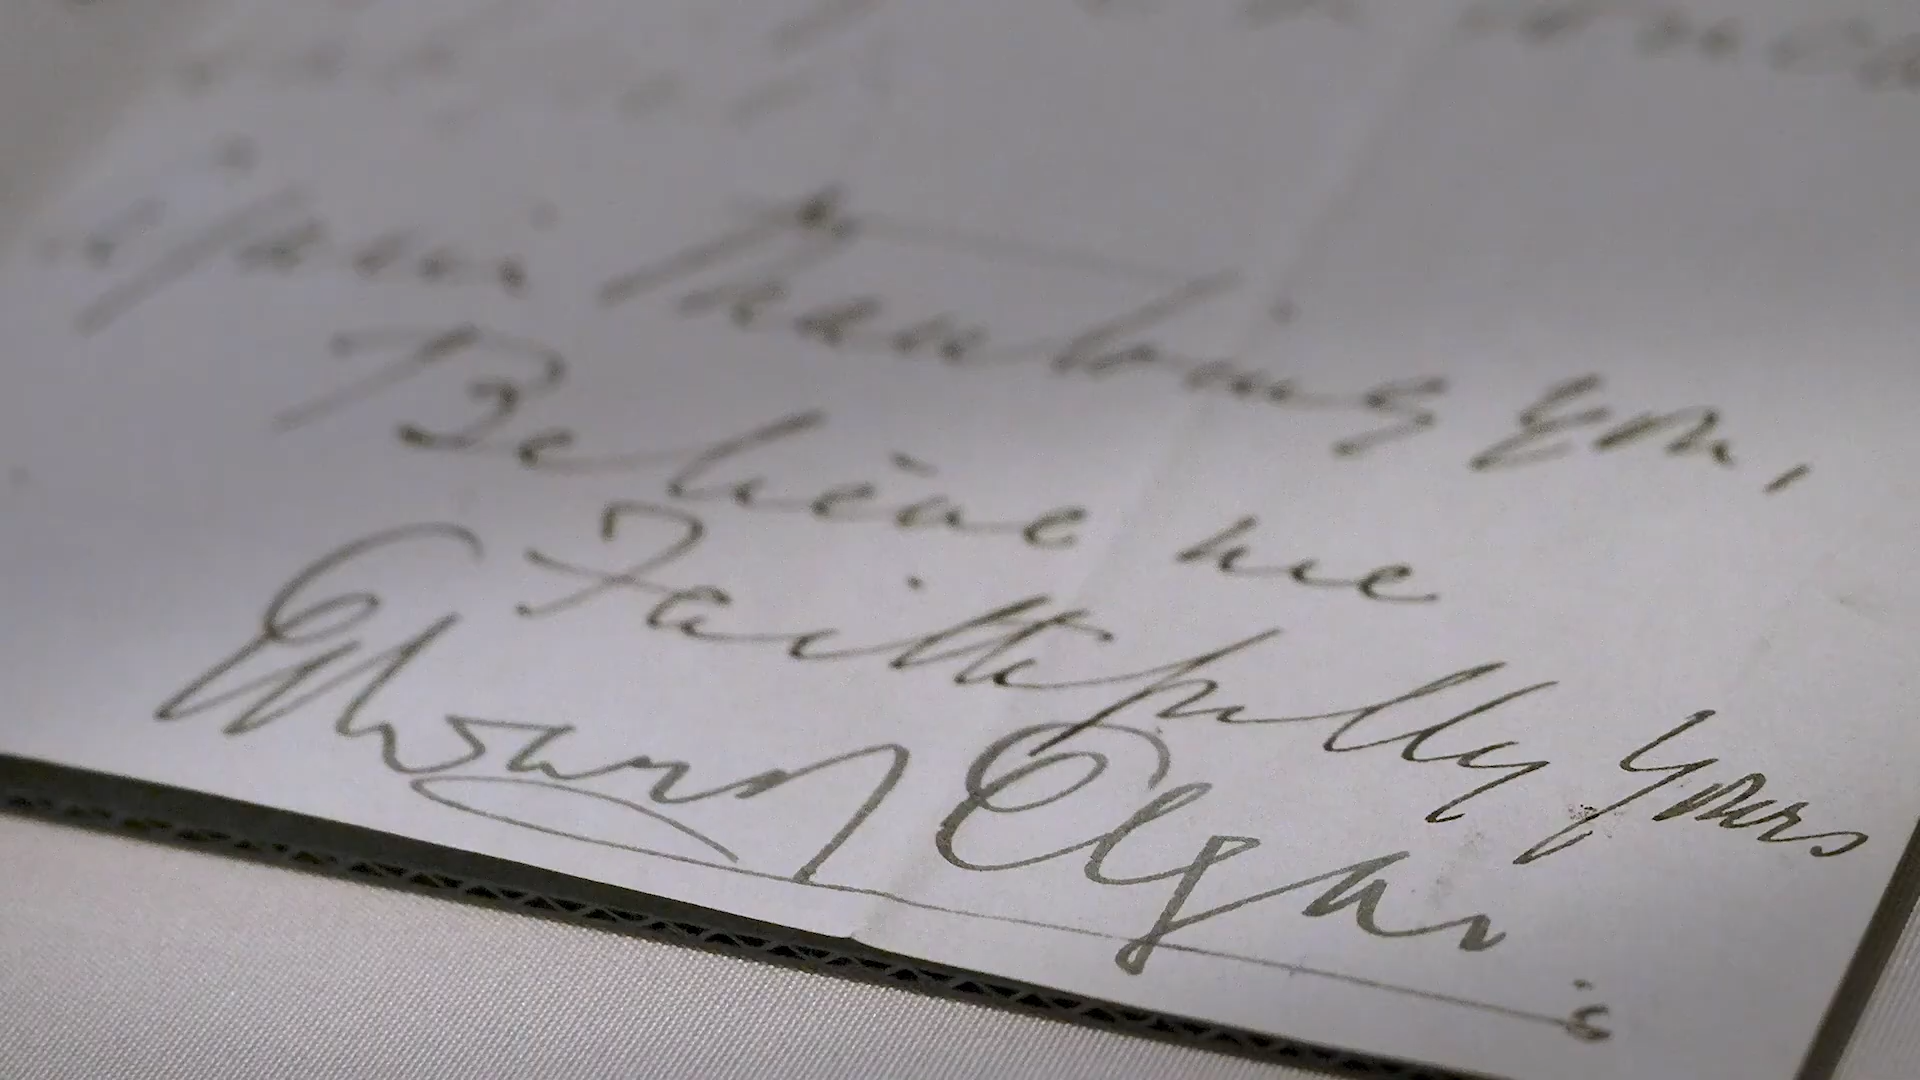 Again thanking you,
Believe me
Faithfully yours
Edward Elgar